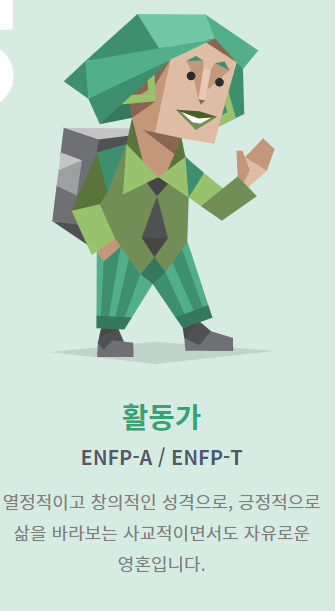 활동가
ENFP-A / ENFP-T
열정적이고 창의적인 성격으로, 긍정적으로
삶을 바라보는 사교적이면서도 자유로운
영혼입니다.